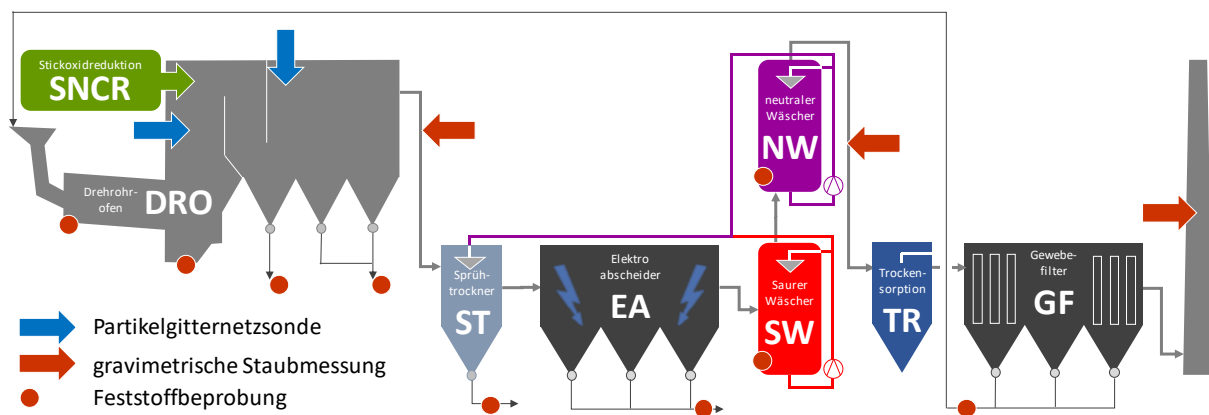 Stickoxidreduktion
SNCR
neutraler
Wäscher
NW
Drehrohr-
ofen
DRO
Sprüh-
trockner
ST
Elektro
abscheider
EA
Saurer
Wäscher
SW
Trocken-
sorption
TR
Gewebe-
filter
GF
Partikelgitternetzsonde
gravimetrische Staubmessung
Feststoffbeprobung